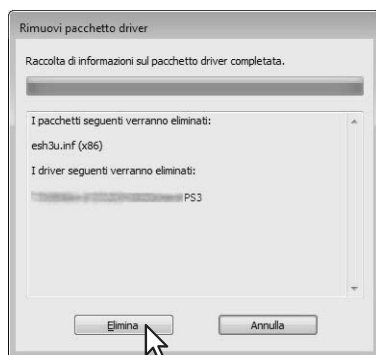 Rimuovi pacchetto driver
Raccolta di informazioni sul pacchetto driver completata.
I pacchetti seguenti verranno eliminati:
esh3u.inf (x86)
I driver seguenti verranno eliminati:
PS3
Elimina
Annulla